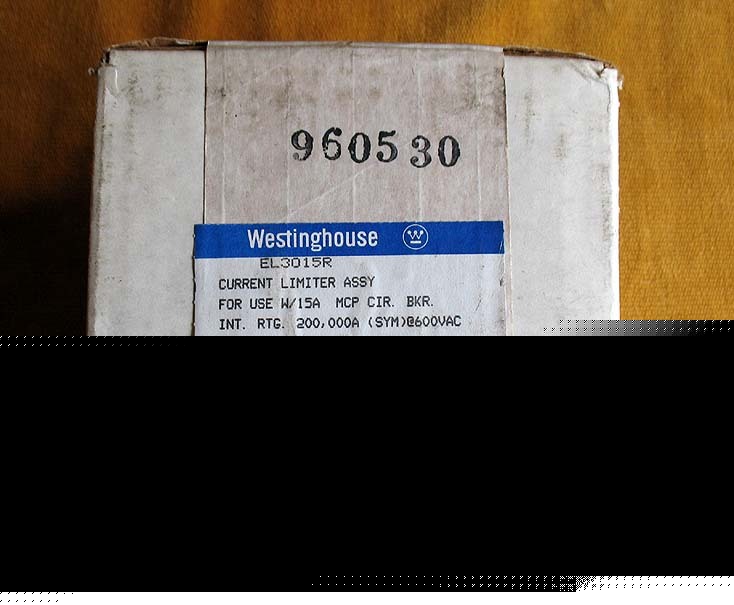 960530
Westinghouse
EL3015R
CURRENT LIMITER ASSY
FOR USE W/15A MCP CIR. BKR.
INT. RTG. 200,000A (SYM)@600VAC